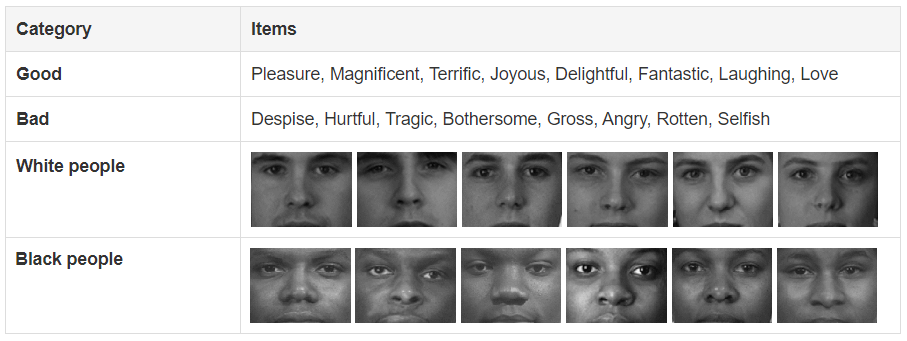 Category Items
Good Pleasure, Magnificent, Terrific, Joyous, Delightful, Fantastic, Laughing, Love
Bad Despise, Hurtful, Tragic, Bothersome, Gross, Angry, Rotten, Selfish
White people
Black people